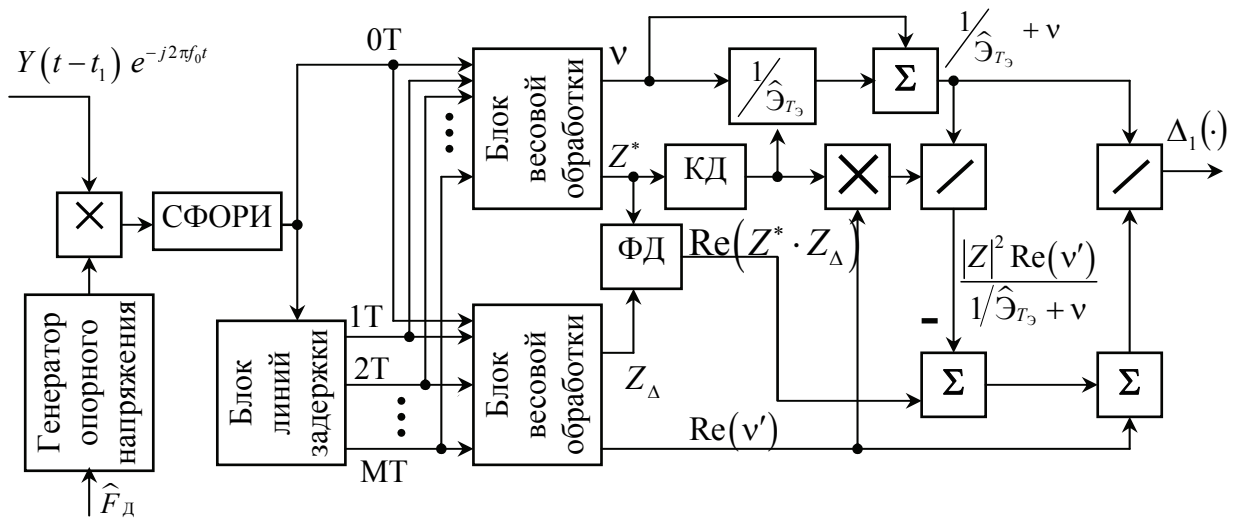 Y(t−t₁) e^{−j2πf₀t}
×
СФОРИ
Генератор опорного напряжения
F̂_Д
Блок линий задержки
0T
1T
2T
MT
Блок весовой обработки
ν
Z*
Блок весовой обработки
Z_Δ
Re(ν′)
КД
ФД
Re(Z*·Z_Δ)
1/Э̂_{Tэ}
Σ
1/Э̂_{Tэ} + ν
×
/
/
Δ₁(·)
|Z|² Re(ν′)
1/Э̂_{Tэ} + ν
-
Σ
Σ